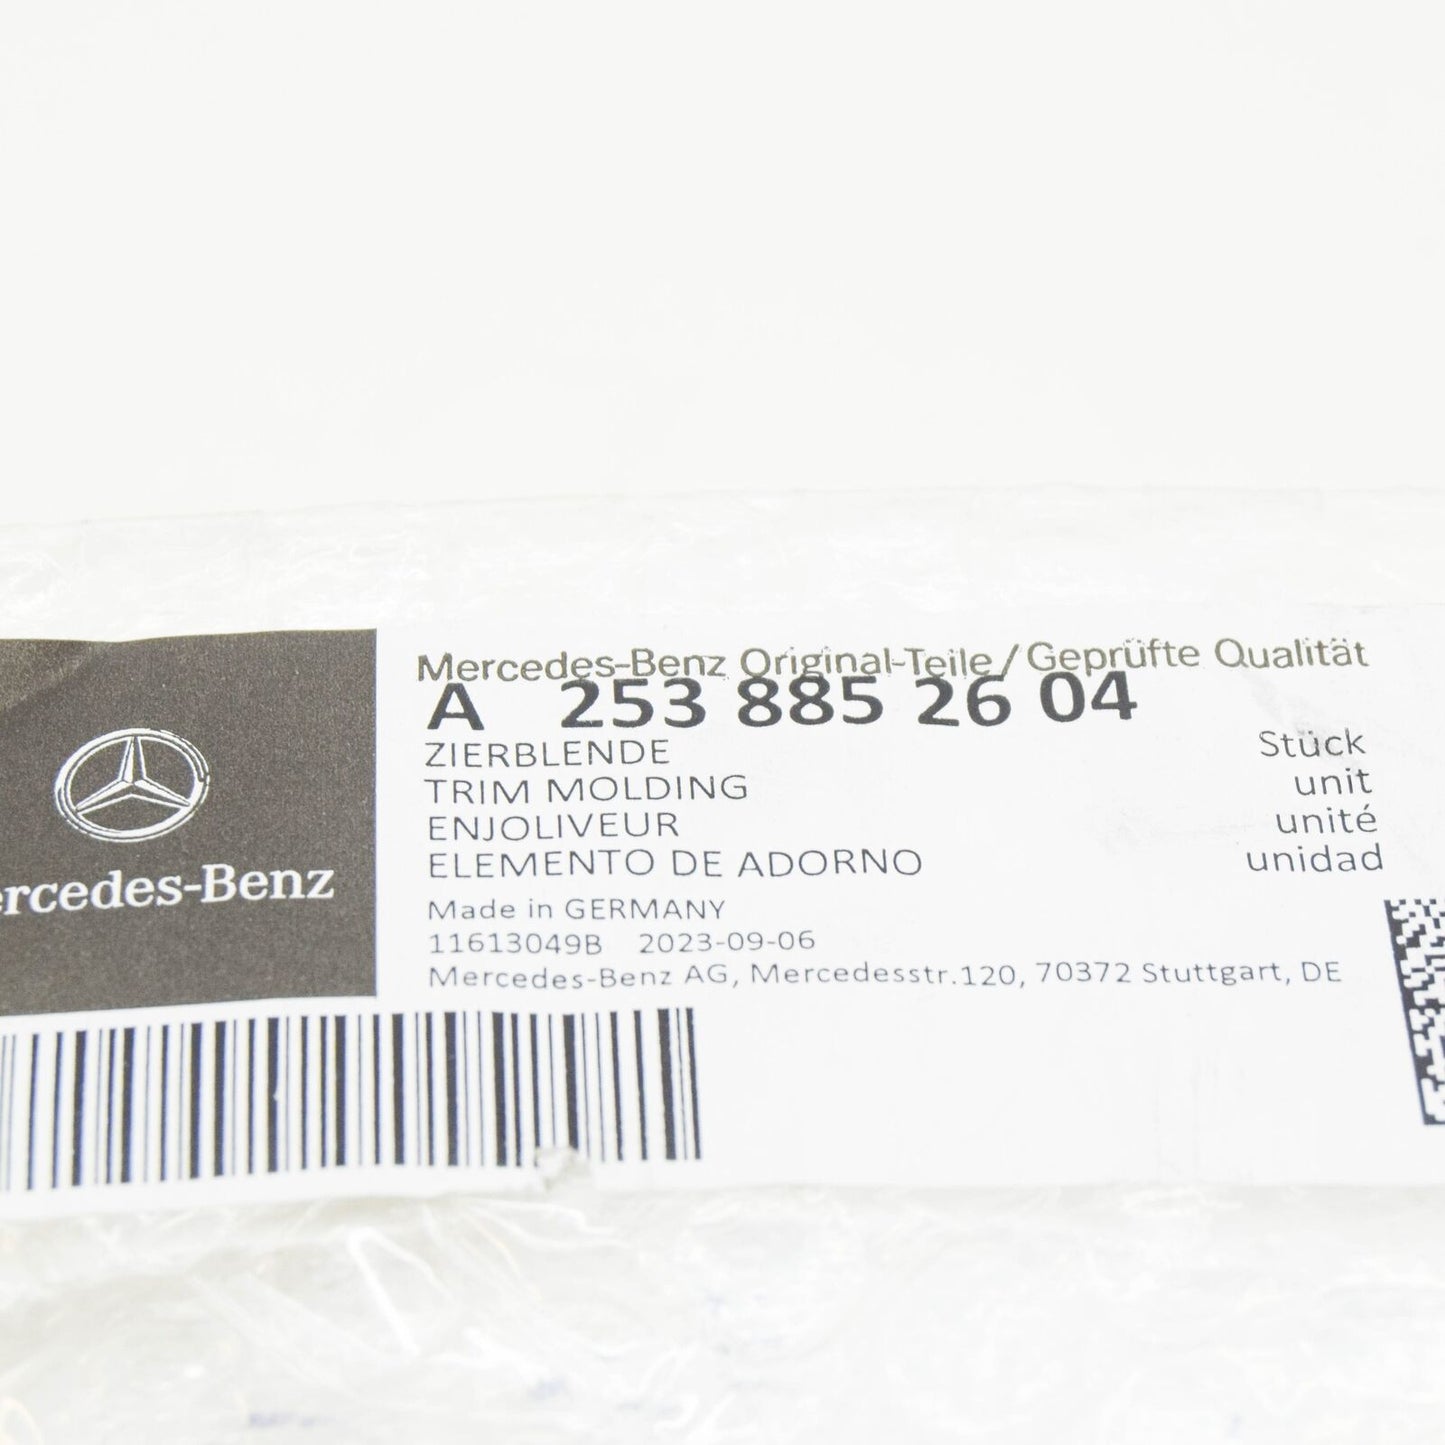 Mercedes-Benz Original-Teile/Geprüfte Qualität
A 253 885 26 04
ZIERBLENDE Stück
TRIM MOLDING unit
ENJOLIVEUR unité
ELEMENTO DE ADORNO unidad
Made in GERMANY
11613049B 2023-09-06
Mercedes-Benz AG, Mercedesstr.120, 70372 Stuttgart, DE
ercedes-Benz